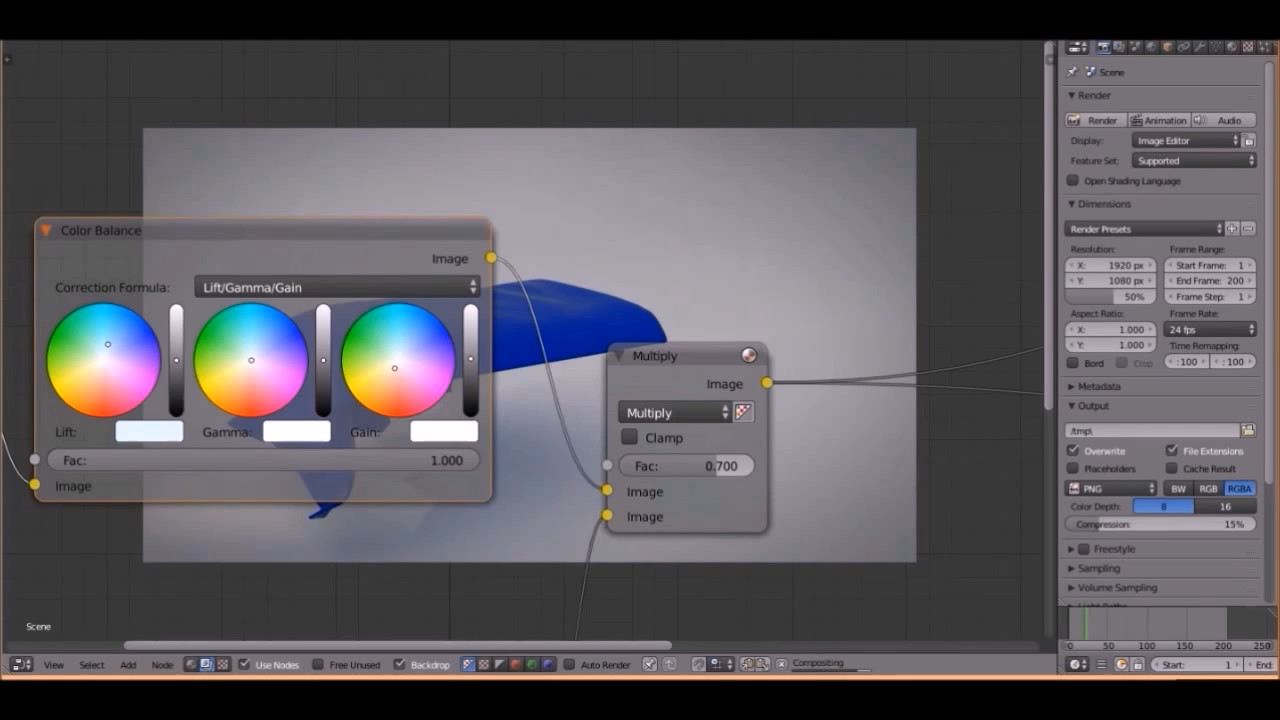 Color Balance
Image
Correction Formula: Lift/Gamma/Gain
Lift: Gamma: Gain:
Fac: 1.000
Image
Multiply
Image
Multiply
Clamp
Fac: 0.700
Image
Image
Scene
View Select Add Node Use Nodes Free Unused Backdrop Auto Render Compositing
Scene
Render
Render Animation Audio
Display: Image Editor
Feature Set: Supported
Open Shading Language
Dimensions
Render Presets
Resolution: Frame Range:
X: 1920 px Start Frame: 1
Y: 1080 px End Frame: 200
50% Frame Step: 1
Aspect Ratio: Frame Rate:
X: 1.000 24 fps
Y: 1.000 Time Remapping:
Bord Crop :100 :100
Metadata
Output
/tmp\
Overwrite File Extensions
Placeholders Cache Result
PNG BW RGB RGBA
Color Depth: 8 16
Compression: 15%
Freestyle
Sampling
Volume Sampling
0 50 100 150 200 250
Start: 1 End: